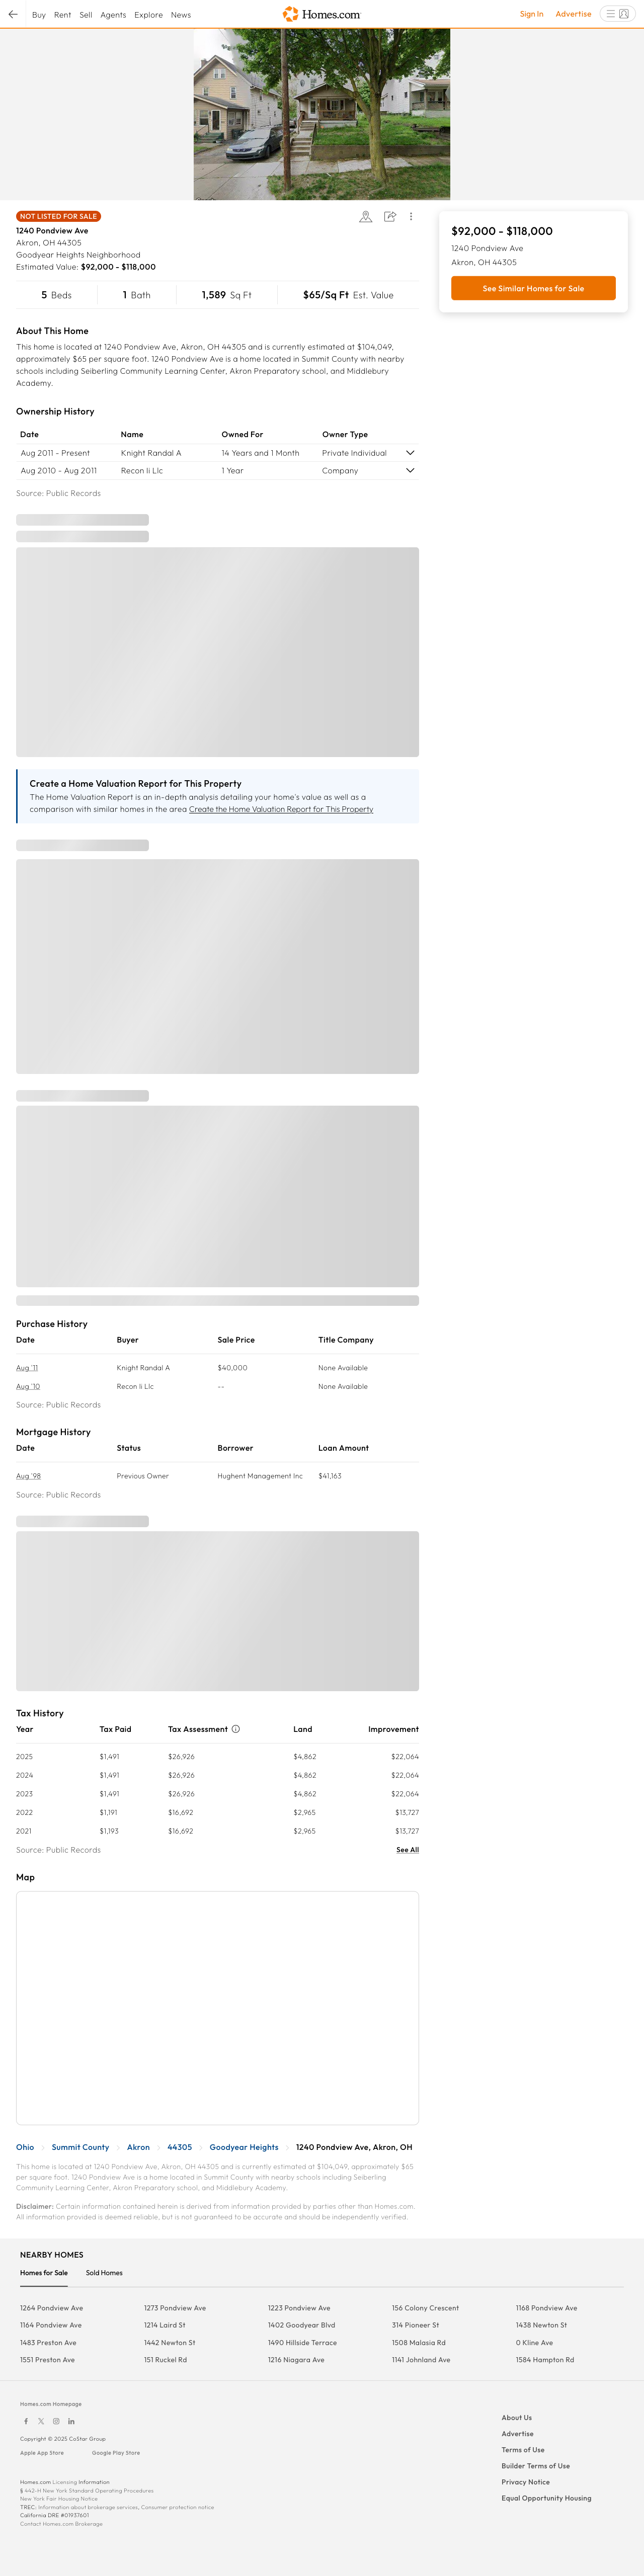 Buy Rent Sell Agents Explore News
Homes.com
Sign In Advertise
NOT LISTED FOR SALE
1240 Pondview Ave
Akron, OH 44305
Goodyear Heights Neighborhood
Estimated Value: $92,000 - $118,000
5 Beds 1 Bath 1,589 Sq Ft $65/Sq Ft Est. Value
$92,000 - $118,000
1240 Pondview Ave
Akron, OH 44305
See Similar Homes for Sale
About This Home
This home is located at 1240 Pondview Ave, Akron, OH 44305 and is currently estimated at $104,049,
approximately $65 per square foot. 1240 Pondview Ave is a home located in Summit County with nearby
schools including Seiberling Community Learning Center, Akron Preparatory school, and Middlebury
Academy.
Ownership History
Date Name Owned For Owner Type
Aug 2011 - Present Knight Randal A 14 Years and 1 Month Private Individual
Aug 2010 - Aug 2011 Recon Ii Llc 1 Year Company
Source: Public Records
Create a Home Valuation Report for This Property
The Home Valuation Report is an in-depth analysis detailing your home's value as well as a
comparison with similar homes in the area Create the Home Valuation Report for This Property
Purchase History
Date Buyer Sale Price Title Company
Aug '11 Knight Randal A $40,000 None Available
Aug '10 Recon Ii Llc -- None Available
Source: Public Records
Mortgage History
Date Status Borrower Loan Amount
Aug '98 Previous Owner Hughent Management Inc $41,163
Source: Public Records
Tax History
Year Tax Paid Tax Assessment Land Improvement
2025 $1,491 $26,926 $4,862 $22,064
2024 $1,491 $26,926 $4,862 $22,064
2023 $1,491 $26,926 $4,862 $22,064
2022 $1,191 $16,692 $2,965 $13,727
2021 $1,193 $16,692 $2,965 $13,727
Source: Public Records See All
Map
Ohio Summit County Akron 44305 Goodyear Heights 1240 Pondview Ave, Akron, OH
This home is located at 1240 Pondview Ave, Akron, OH 44305 and is currently estimated at $104,049, approximately $65
per square foot. 1240 Pondview Ave is a home located in Summit County with nearby schools including Seiberling
Community Learning Center, Akron Preparatory school, and Middlebury Academy.
Disclaimer: Certain information contained herein is derived from information provided by parties other than Homes.com.
All information provided is deemed reliable, but is not guaranteed to be accurate and should be independently verified.
NEARBY HOMES
Homes for Sale Sold Homes
1264 Pondview Ave 1273 Pondview Ave 1223 Pondview Ave 156 Colony Crescent 1168 Pondview Ave
1164 Pondview Ave 1214 Laird St 1402 Goodyear Blvd 314 Pioneer St 1438 Newton St
1483 Preston Ave 1442 Newton St 1490 Hillside Terrace 1508 Malasia Rd 0 Kline Ave
1551 Preston Ave 151 Ruckel Rd 1216 Niagara Ave 1141 Johnland Ave 1584 Hampton Rd
Homes.com Homepage
Copyright © 2025 CoStar Group
Apple App Store Google Play Store
Homes.com Licensing Information
§ 442-H New York Standard Operating Procedures
New York Fair Housing Notice
TREC: Information about brokerage services, Consumer protection notice
California DRE #01937601
Contact Homes.com Brokerage
About Us
Advertise
Terms of Use
Builder Terms of Use
Privacy Notice
Equal Opportunity Housing